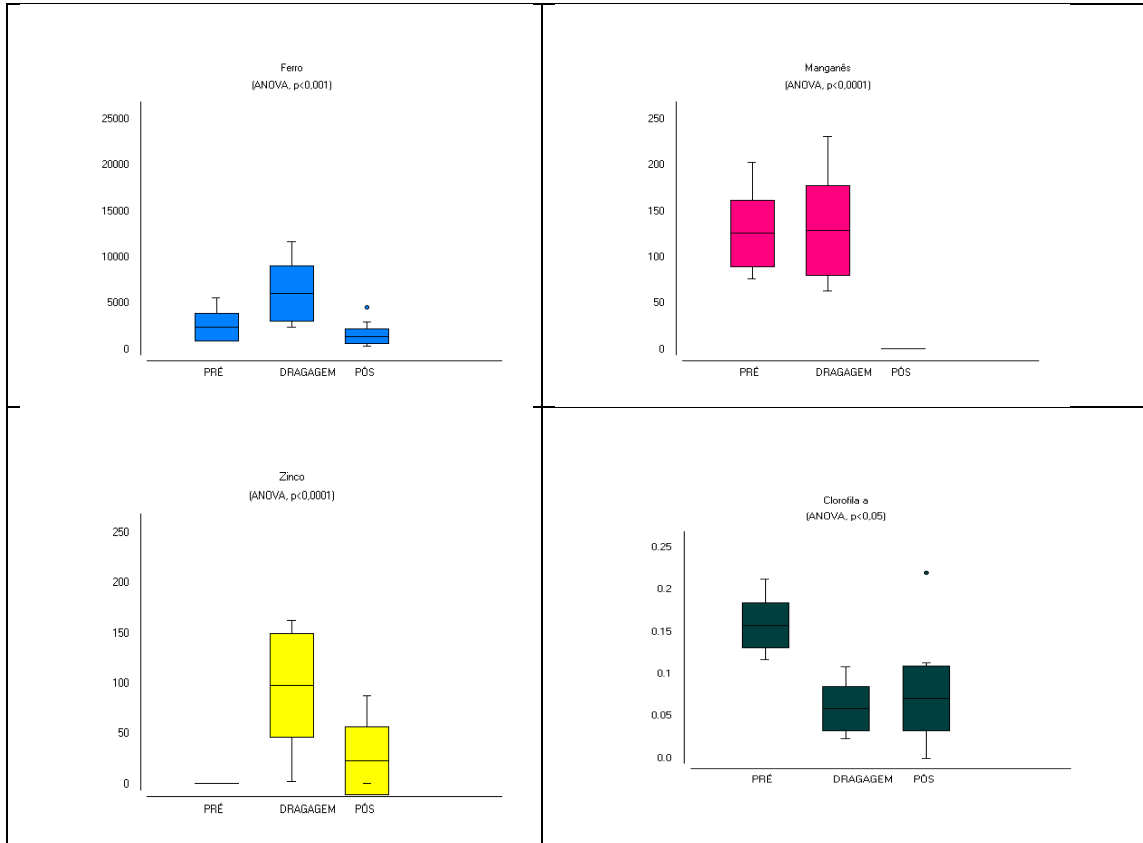 Ferro
(ANOVA, p<0,001)
25000
20000
15000
10000
5000
0
PRÉ DRAGAGEM PÓS
Manganês
(ANOVA, p<0,0001)
250
200
150
100
50
0
PRÉ DRAGAGEM PÓS
Zinco
(ANOVA, p<0,0001)
250
200
150
100
50
0
PRÉ DRAGAGEM PÓS
Clorofila a
(ANOVA, p<0,05)
0.25
0.2
0.15
0.1
0.05
0.0
PRÉ DRAGAGEM PÓS